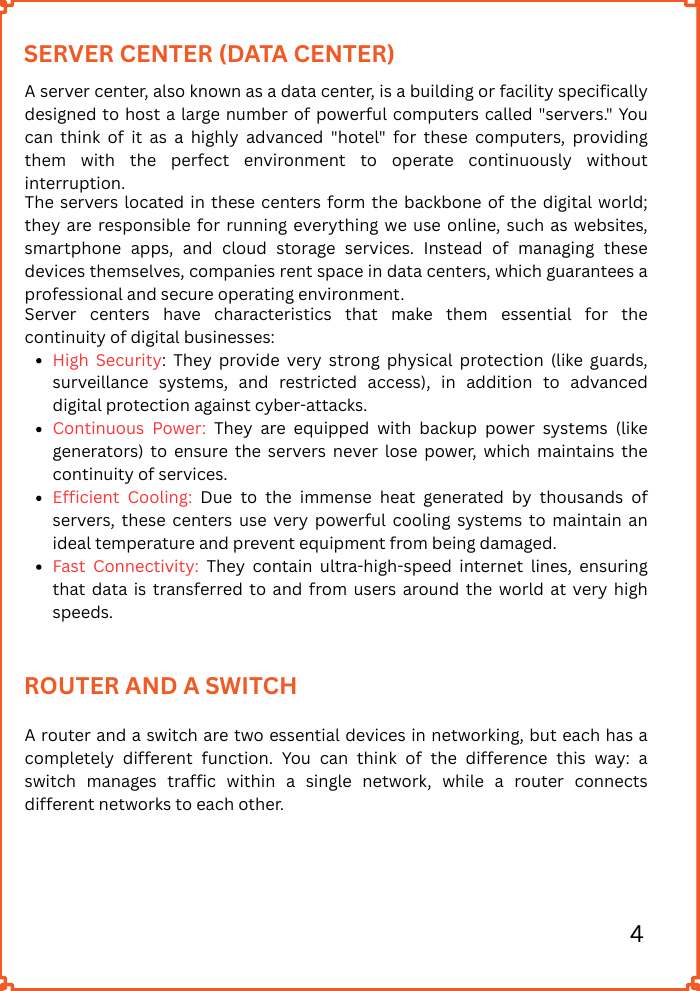 SERVER CENTER (DATA CENTER)
A server center, also known as a data center, is a building or facility specifically
designed to host a large number of powerful computers called "servers." You
can think of it as a highly advanced "hotel" for these computers, providing
them with the perfect environment to operate continuously without
interruption.
The servers located in these centers form the backbone of the digital world;
they are responsible for running everything we use online, such as websites,
smartphone apps, and cloud storage services. Instead of managing these
devices themselves, companies rent space in data centers, which guarantees a
professional and secure operating environment.
Server centers have characteristics that make them essential for the
continuity of digital businesses:
• High Security: They provide very strong physical protection (like guards,
surveillance systems, and restricted access), in addition to advanced
digital protection against cyber-attacks.
• Continuous Power: They are equipped with backup power systems (like
generators) to ensure the servers never lose power, which maintains the
continuity of services.
• Efficient Cooling: Due to the immense heat generated by thousands of
servers, these centers use very powerful cooling systems to maintain an
ideal temperature and prevent equipment from being damaged.
• Fast Connectivity: They contain ultra-high-speed internet lines, ensuring
that data is transferred to and from users around the world at very high
speeds.
ROUTER AND A SWITCH
A router and a switch are two essential devices in networking, but each has a
completely different function. You can think of the difference this way: a
switch manages traffic within a single network, while a router connects
different networks to each other.
4